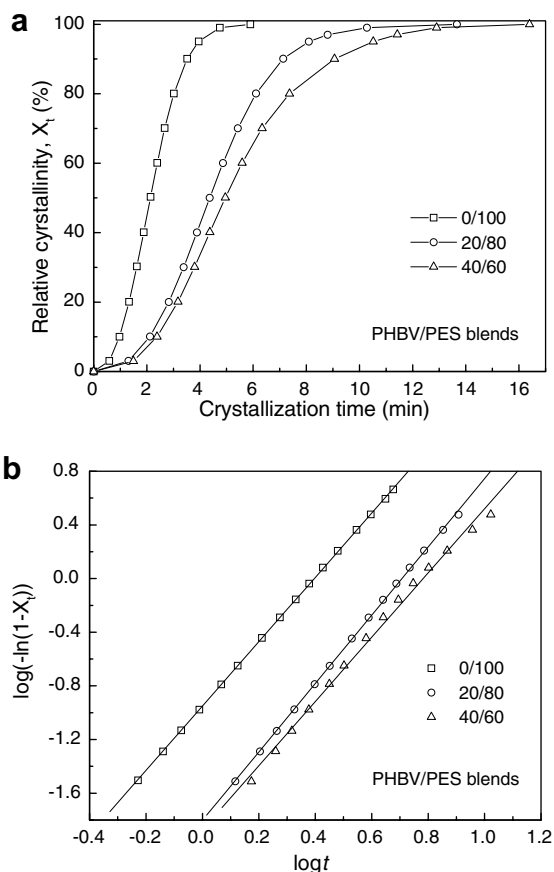 a
100
80
60
40
20
0
Relative cyrstallinity, Xt (%)
0/100
20/80
40/60
PHBV/PES blends
0 2 4 6 8 10 12 14 16
Crystallization time (min)
b
0.8
0.4
0.0
-0.4
-0.8
-1.2
-1.6
log(-ln(1-Xt))
0/100
20/80
40/60
PHBV/PES blends
-0.4 -0.2 0.0 0.2 0.4 0.6 0.8 1.0 1.2
logt